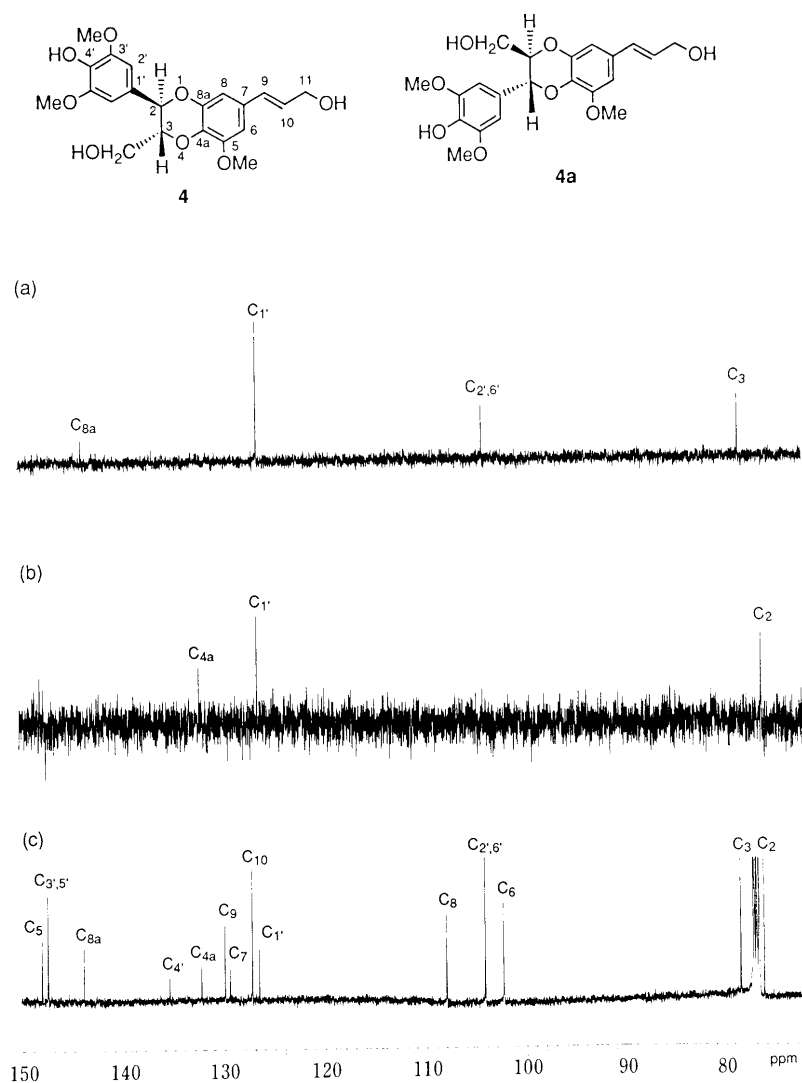 MeO
HO
4'
3'
2'
1'
MeO
H
O
1
2
3
4
O
H
HOH₂C
8a
8
7
9
10
11
OH
4a
5
6
OMe
4
HOH₂C
H
O
OH
MeO
HO
OMe
H
O
OMe
4a
(a)
C8a
C1'
C2',6'
C3
(b)
C4a
C1'
C2
(c)
C5
C3',5'
C8a
C4'
C4a
C9
C7
C10
C1'
C8
C2',6'
C6
C3
C2
150 140 130 120 110 100 90 80 ppm